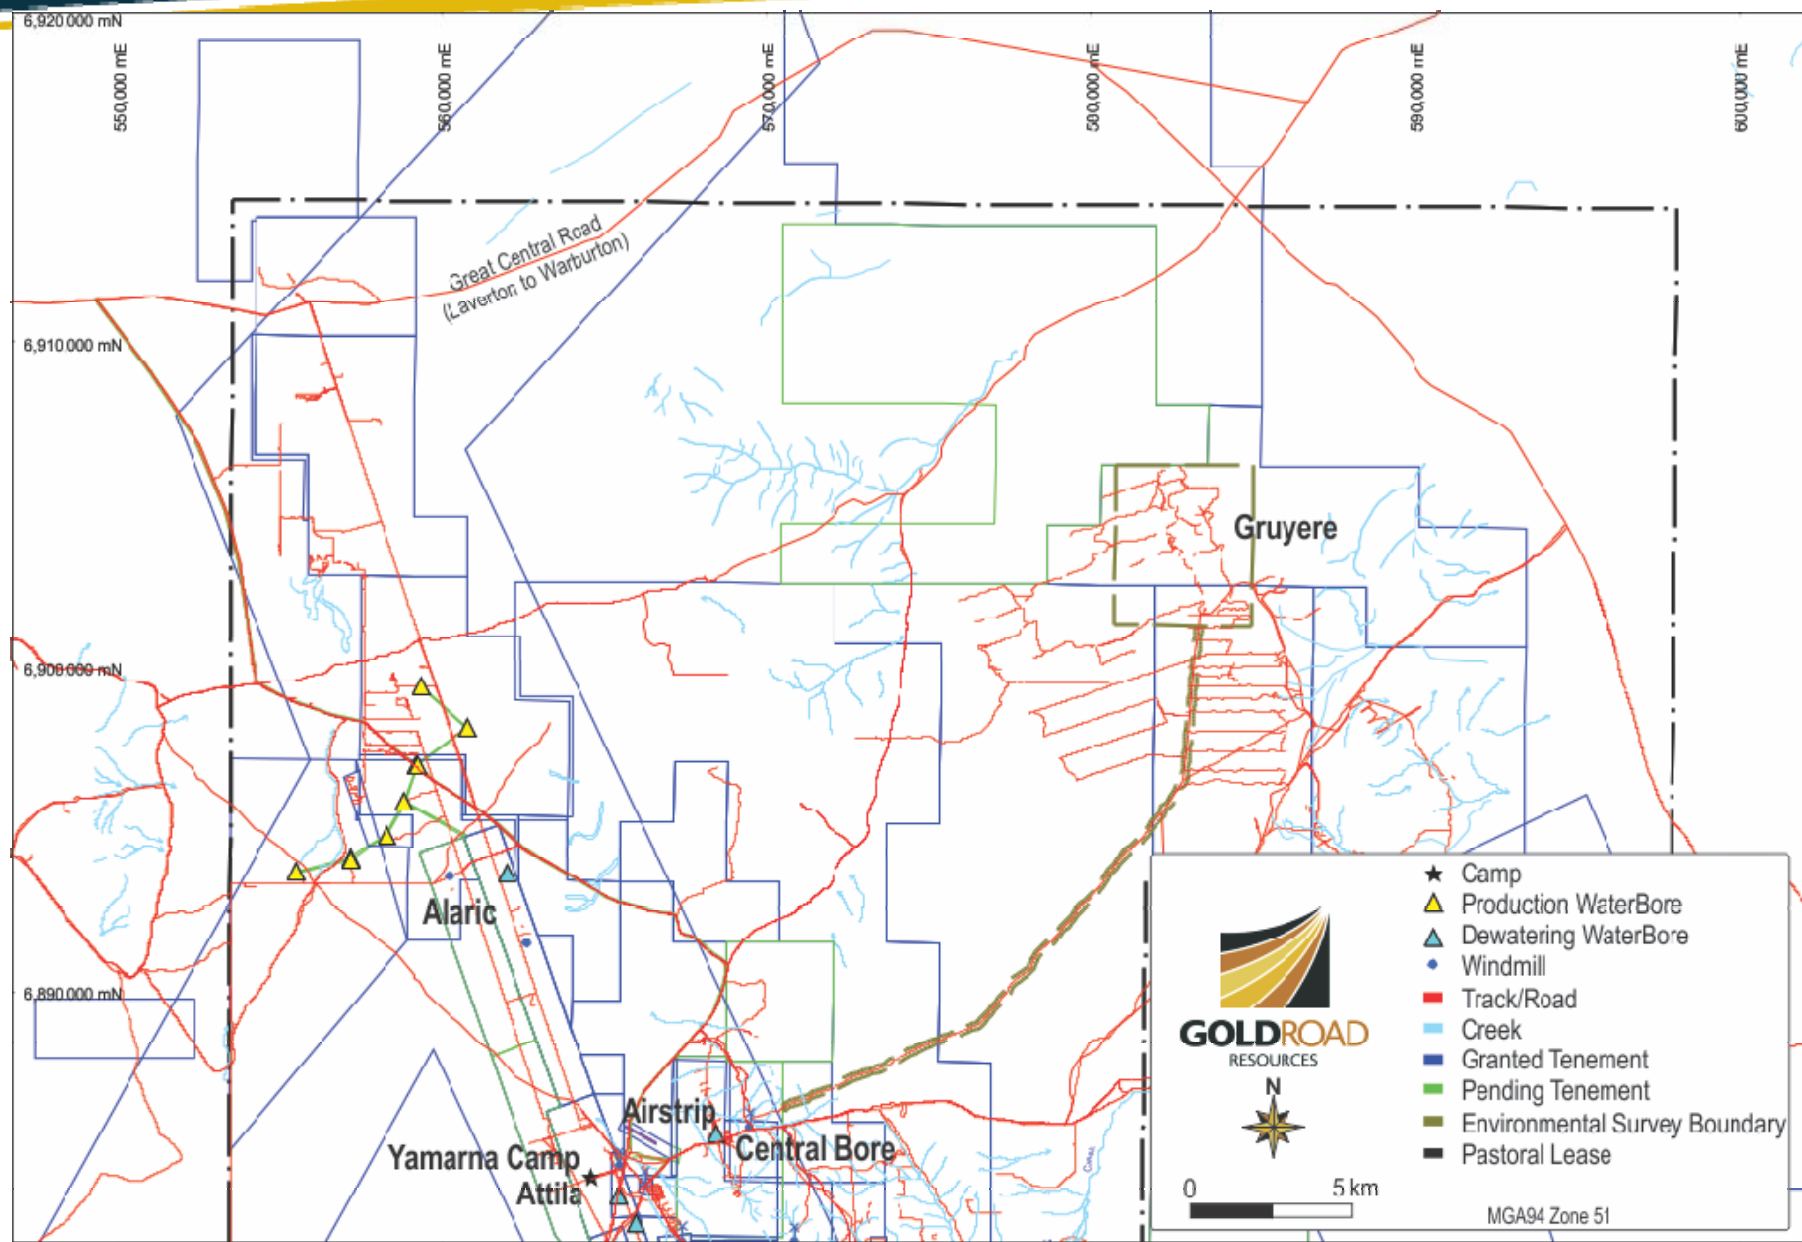 6,920 000 mN
550,000 mE
560,000 mE
570,000 mE
580,000 mE
590,000 mE
600,000 mE
Great Central Road
(Laverton to Warburton)
6,910 000 mN
Gruyere
6,900 000 mN
Alaric
6,890 000 mN
Airstrip
Central Bore
Yamarna Camp
Attila
Camp
Production WaterBore
Dewatering WaterBore
Windmill
Track/Road
Creek
Granted Tenement
Pending Tenement
Environmental Survey Boundary
Pastoral Lease
GOLDROAD
RESOURCES
N
0 5 km
MGA94 Zone 51